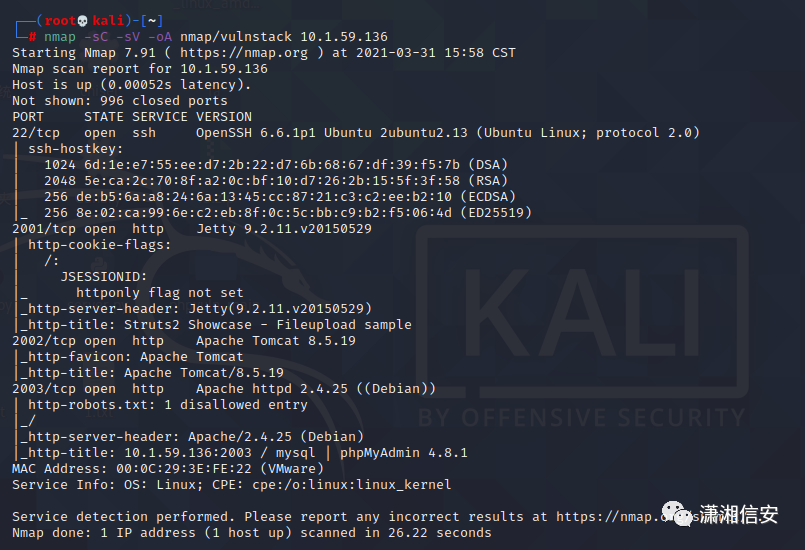 ┌──(root💀kali)-[~]
└─# nmap -sC -sV -oA nmap/vulnstack 10.1.59.136
Starting Nmap 7.91 ( https://nmap.org ) at 2021-03-31 15:58 CST
Nmap scan report for 10.1.59.136
Host is up (0.00052s latency).
Not shown: 996 closed ports
PORT     STATE SERVICE VERSION
22/tcp   open  ssh     OpenSSH 6.6.1p1 Ubuntu 2ubuntu2.13 (Ubuntu Linux; protocol 2.0)
| ssh-hostkey:
|   1024 6d:1e:e7:55:ee:d7:2b:22:d7:6b:68:67:df:39:f5:7b (DSA)
|   2048 5e:ca:2c:70:8f:a2:0c:bf:10:d7:26:2b:15:5f:3f:58 (RSA)
|   256 de:b5:6a:a8:24:6a:13:45:cc:87:21:c3:c2:ee:b2:10 (ECDSA)
|_  256 8e:02:ca:99:6e:c2:eb:8f:0c:5c:bb:c9:b2:f5:06:4d (ED25519)
2001/tcp open  http    Jetty 9.2.11.v20150529
| http-cookie-flags:
|   /:
|     JSESSIONID:
|_      httponly flag not set
|_http-server-header: Jetty(9.2.11.v20150529)
|_http-title: Struts2 Showcase - Fileupload sample
2002/tcp open  http    Apache Tomcat 8.5.19
|_http-favicon: Apache Tomcat
|_http-title: Apache Tomcat/8.5.19
2003/tcp open  http    Apache httpd 2.4.25 ((Debian))
| http-robots.txt: 1 disallowed entry
|_/
|_http-server-header: Apache/2.4.25 (Debian)
|_http-title: 10.1.59.136:2003 / mysql | phpMyAdmin 4.8.1
MAC Address: 00:0C:29:3E:FE:22 (VMware)
Service Info: OS: Linux; CPE: cpe:/o:linux:linux_kernel
Service detection performed. Please report any incorrect results at https://nmap.org
Nmap done: 1 IP address (1 host up) scanned in 26.22 seconds
KALI
BY OFFENSIVE SECURITY
潇湘信安